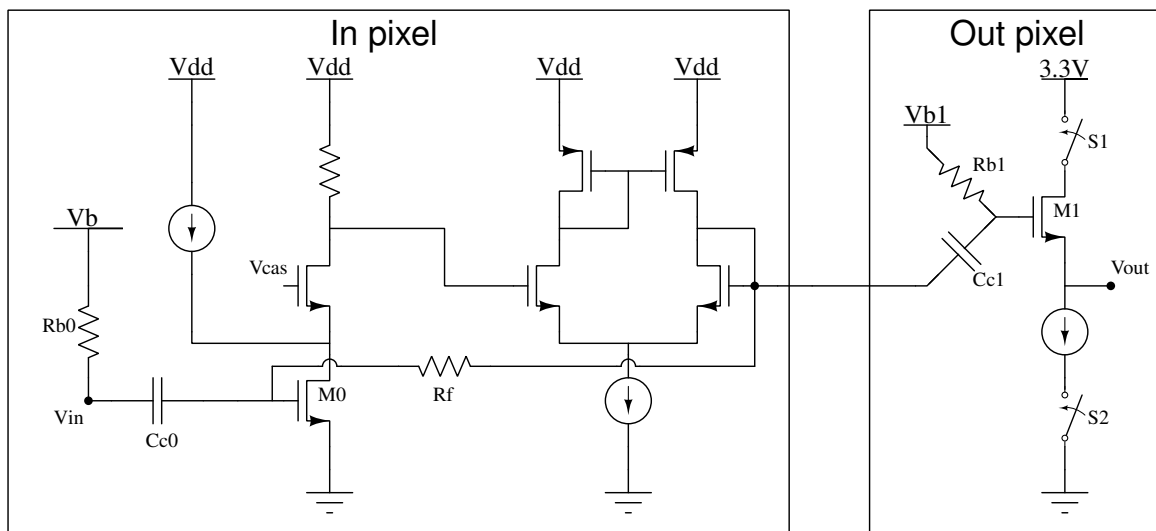 In pixel
Out pixel
Vdd
Vdd
Vdd
Vdd
3.3V
Vb1
S1
Rb1
M1
Vb
Vcas
Cc1
Vout
Rb0
M0
Rf
Vin
Cc0
S2